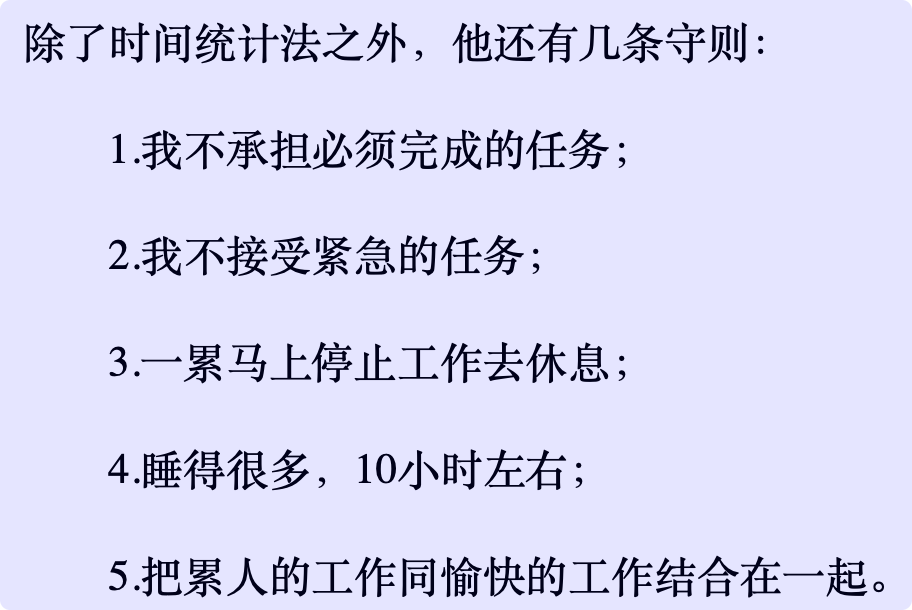 除了时间统计法之外，他还有几条守则：
1.我不承担必须完成的任务；
2.我不接受紧急的任务；
3.一累马上停止工作去休息；
4.睡得很多，10小时左右；
5.把累人的工作同愉快的工作结合在一起。